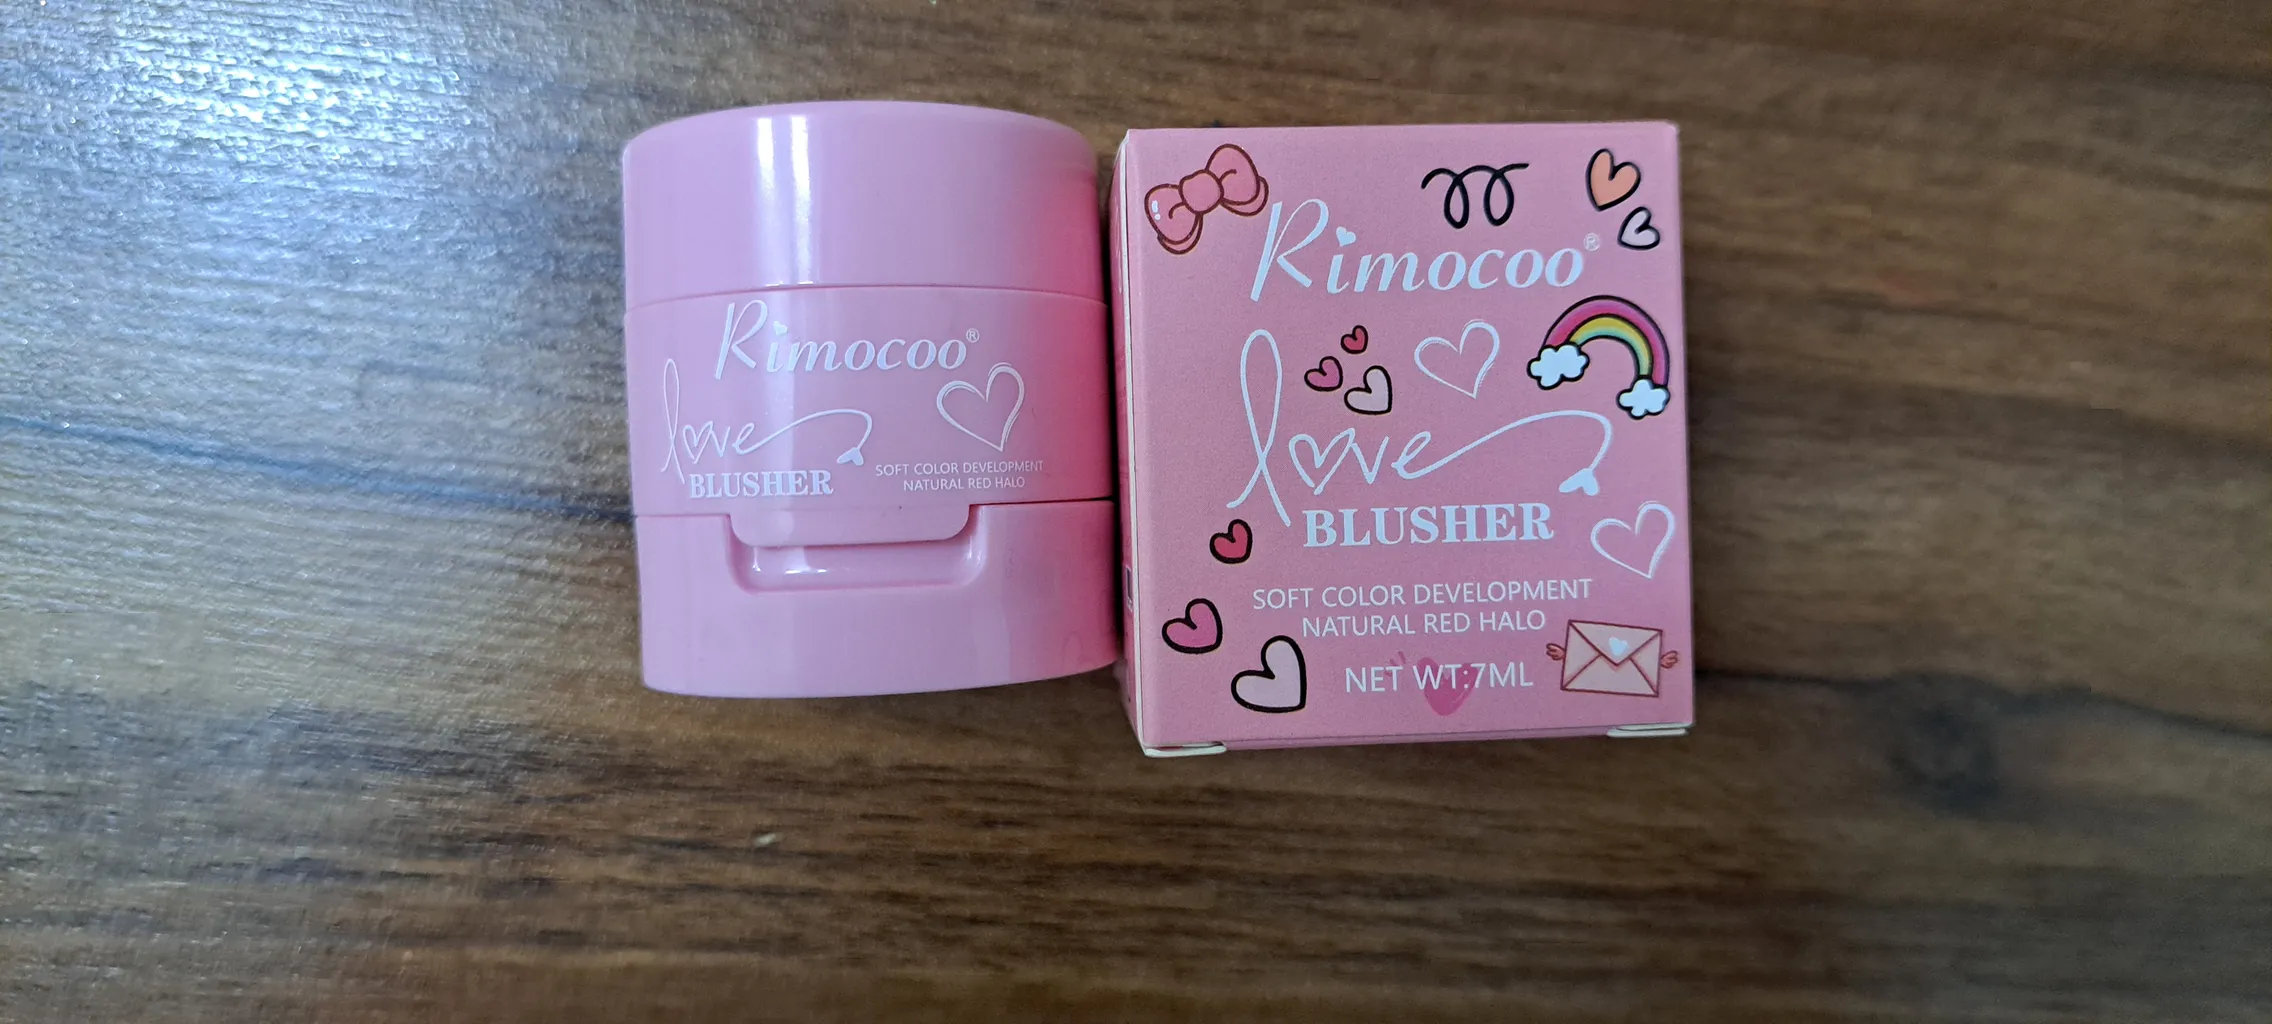 Rimocoo®
love
BLUSHER
SOFT COLOR DEVELOPMENT
NATURAL RED HALO
Rimocoo®
love
BLUSHER
SOFT COLOR DEVELOPMENT
NATURAL RED HALO
NET WT:7ML